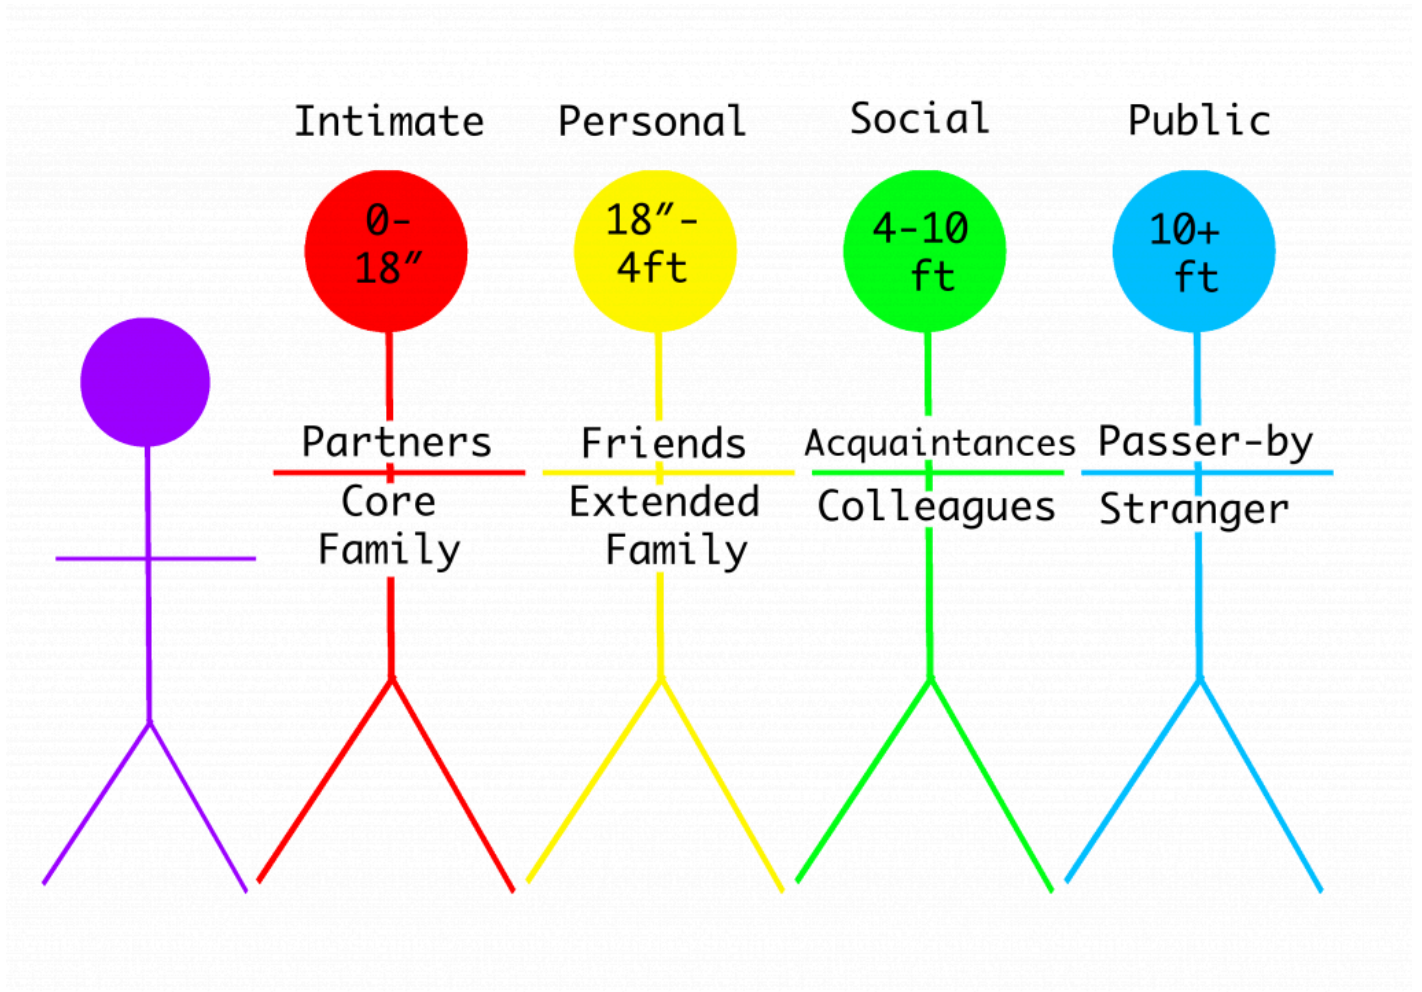 Intimate
0-
18″
Partners
Core
Family
Personal
18″-
4ft
Friends
Extended
Family
Social
4-10
ft
Acquaintances
Colleagues
Public
10+
ft
Passer-by
Stranger